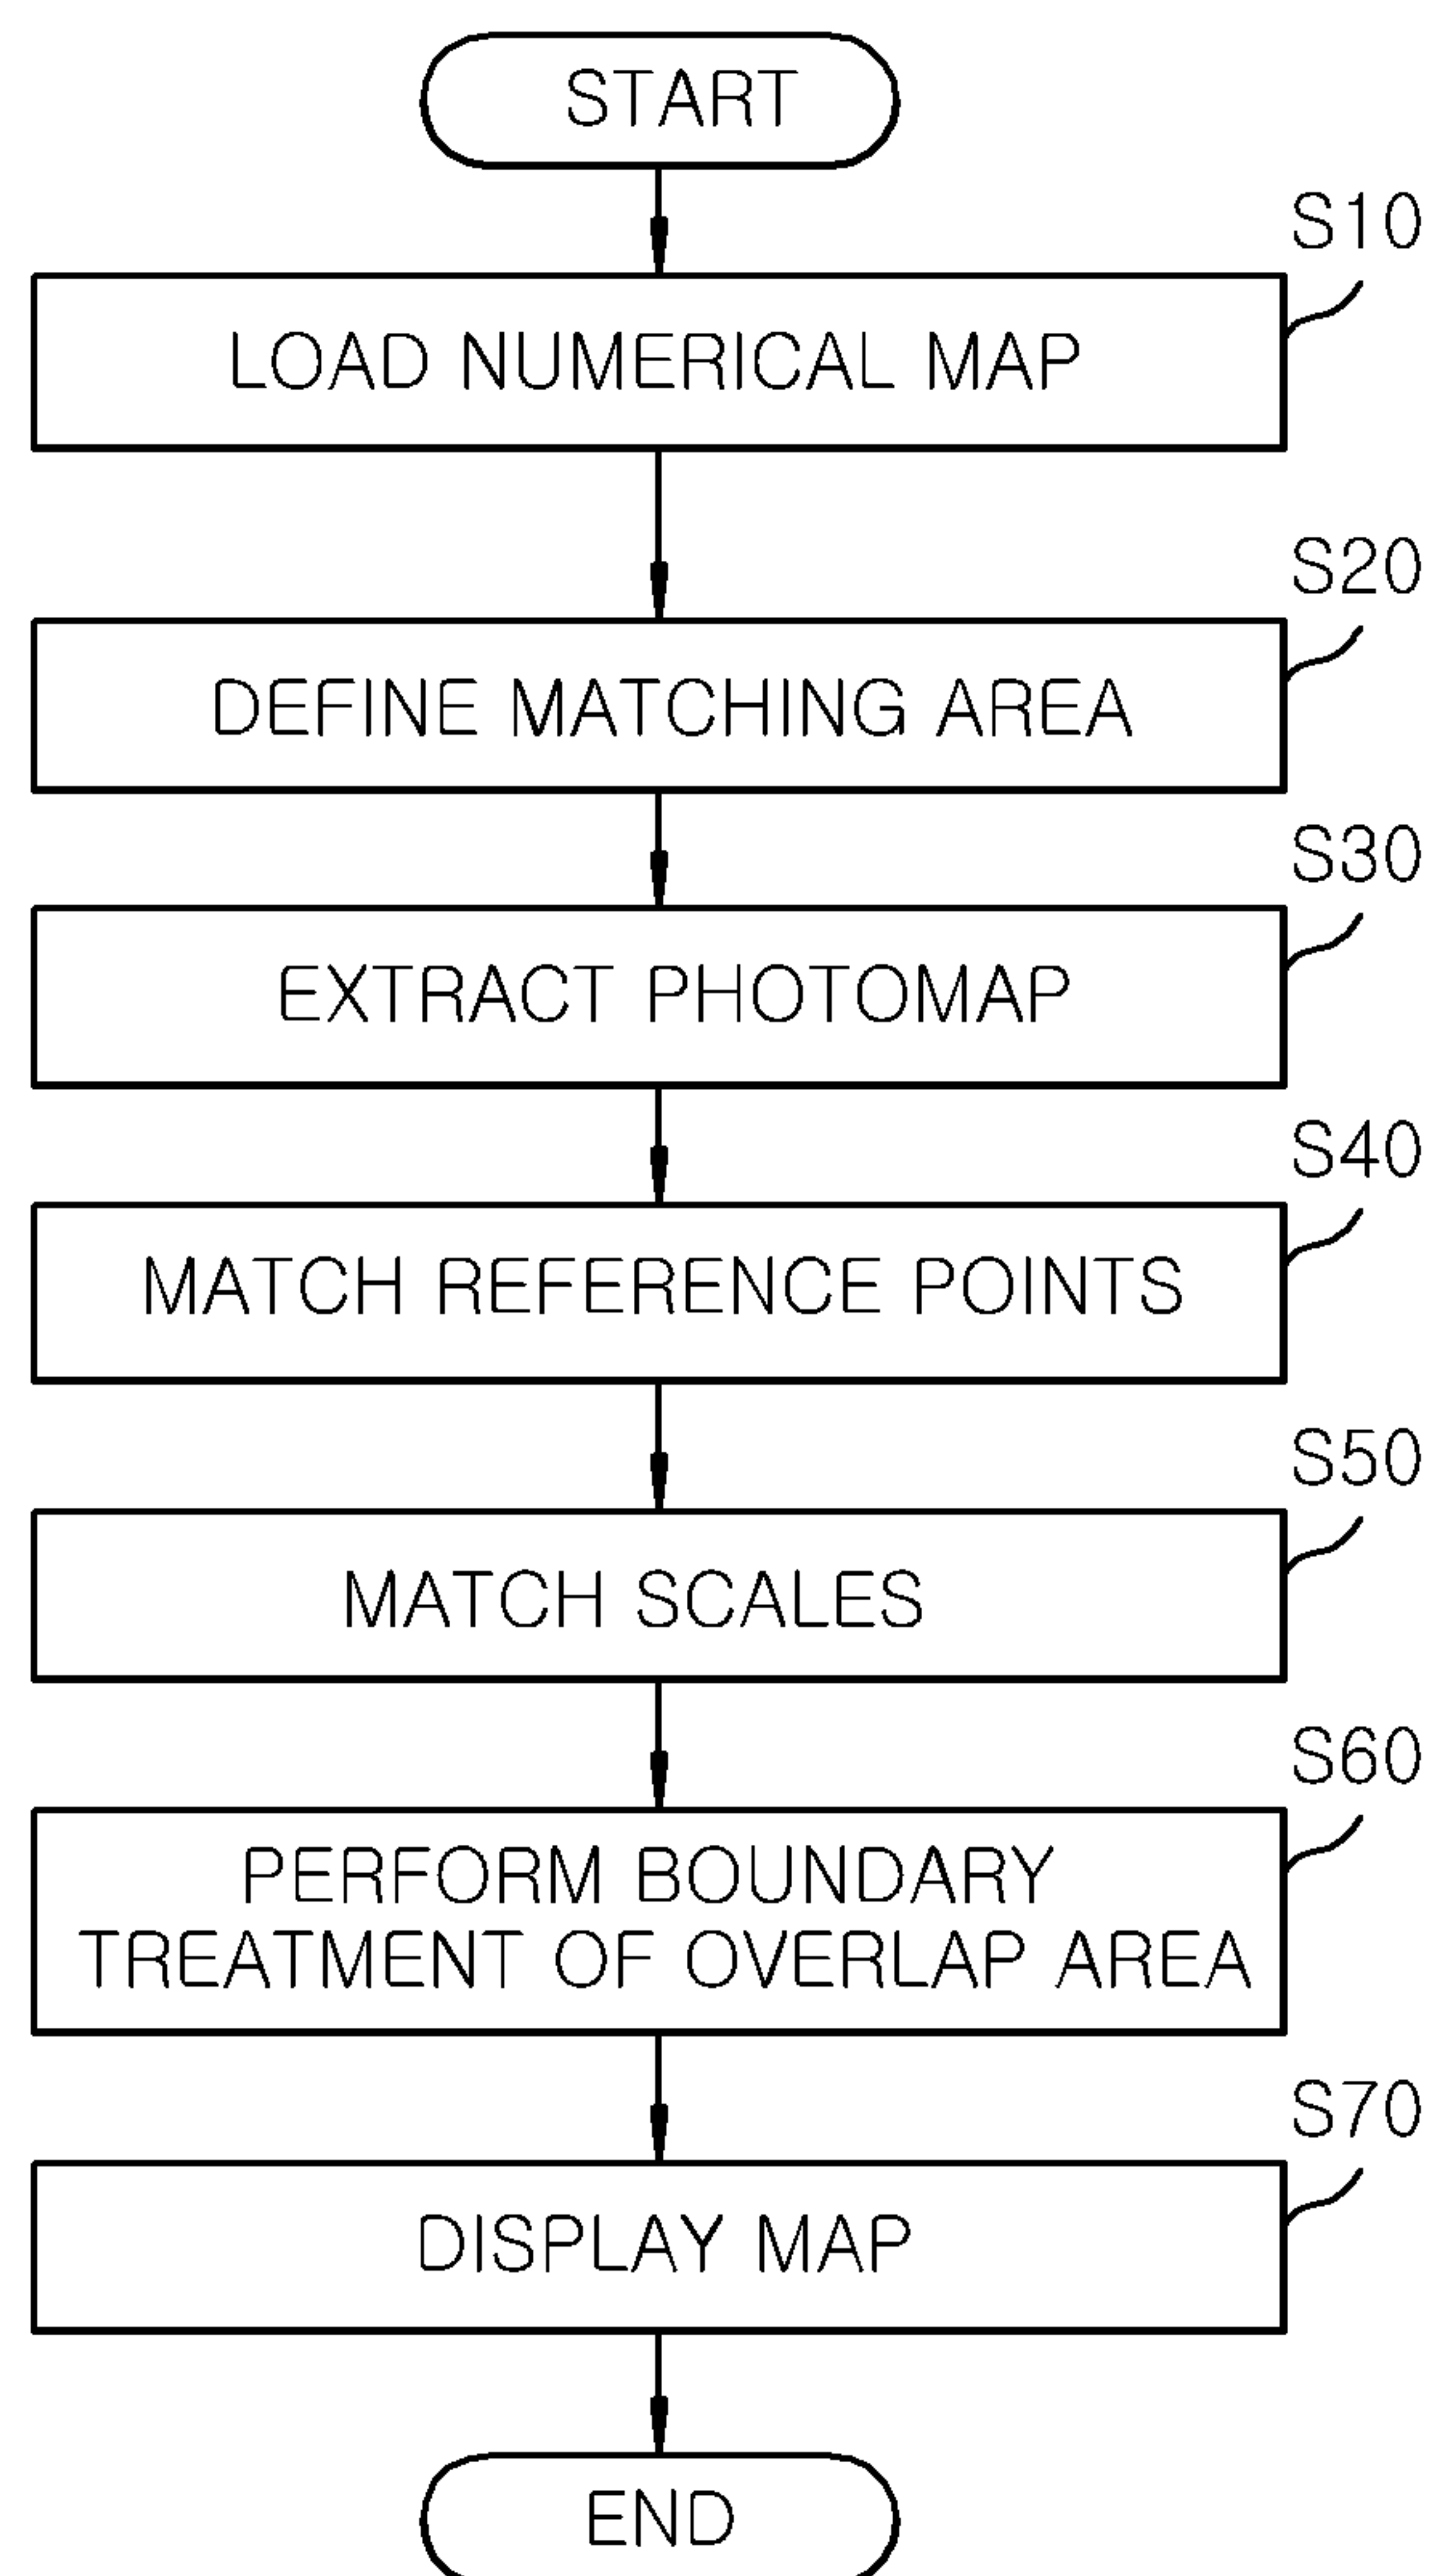 START
S10
LOAD NUMERICAL MAP
S20
DEFINE MATCHING AREA
S30
EXTRACT PHOTOMAP
S40
MATCH REFERENCE POINTS
S50
MATCH SCALES
S60
PERFORM BOUNDARY
TREATMENT OF OVERLAP AREA
S70
DISPLAY MAP
END